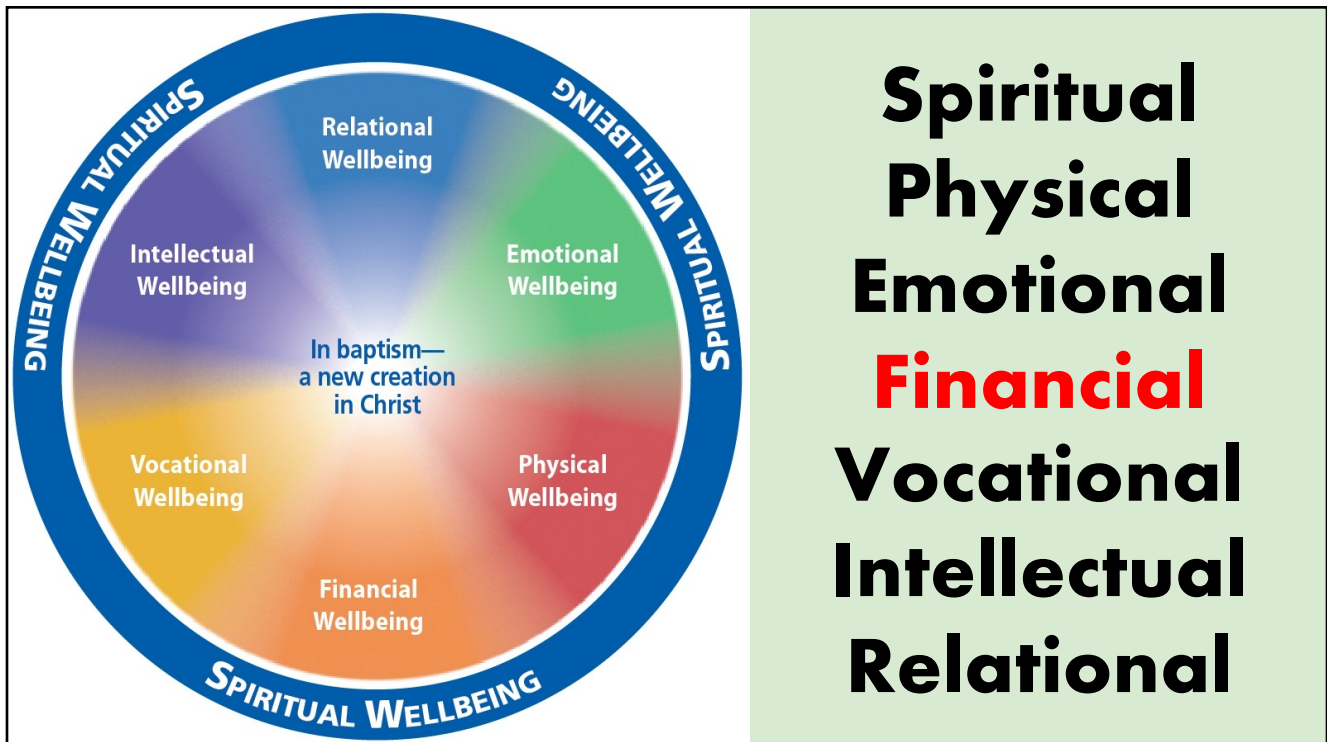 SPIRITUAL WELLBEING
SPIRITUAL WELLBEING
SPIRITUAL WELLBEING
Relational
Wellbeing
Emotional
Wellbeing
Physical
Wellbeing
Financial
Wellbeing
Vocational
Wellbeing
Intellectual
Wellbeing
In baptism—
a new creation
in Christ
Spiritual
Physical
Emotional
Financial
Vocational
Intellectual
Relational